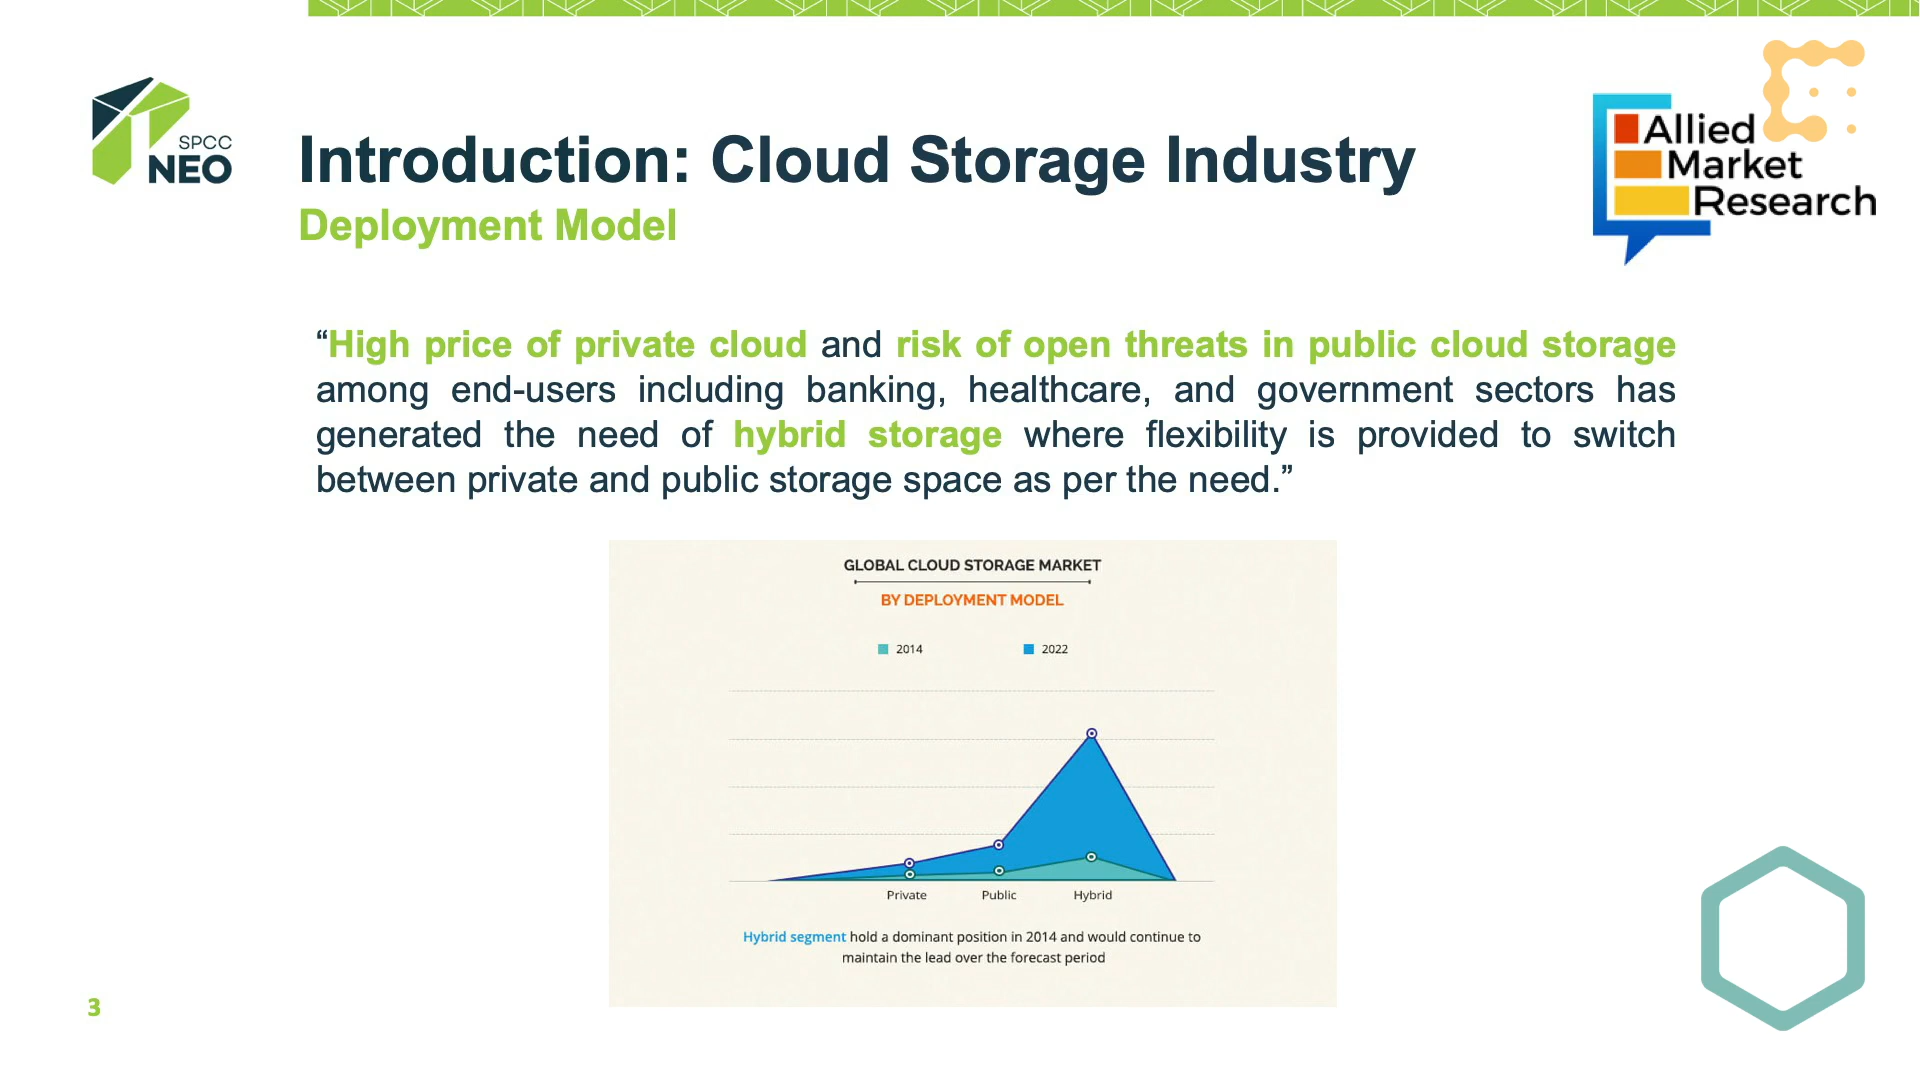 SPCC
NEO
Introduction: Cloud Storage Industry
Deployment Model
Allied
Market
Research
“High price of private cloud and risk of open threats in public cloud storage
among end-users including banking, healthcare, and government sectors has
generated the need of hybrid storage where flexibility is provided to switch
between private and public storage space as per the need.”
GLOBAL CLOUD STORAGE MARKET
BY DEPLOYMENT MODEL
2014 2022
Private Public Hybrid
Hybrid segment hold a dominant position in 2014 and would continue to
maintain the lead over the forecast period
3